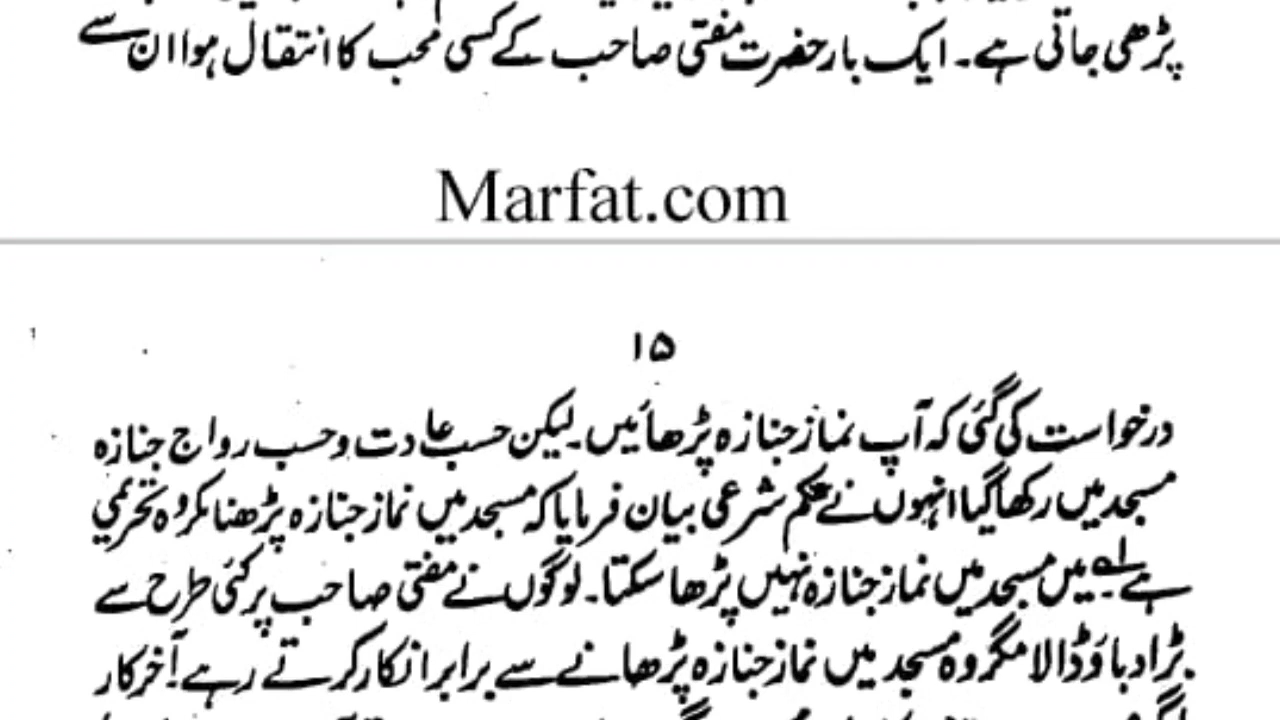 پڑھی جاتی ہے۔ ایک بار حضرت مفتی صاحب کے کسی محب کا انتقال ہوا ان سے
Marfat.com
۱۵
درخواست کی گئی کہ آپ نماز جنازہ پڑھائیں۔ لیکن حسب عادت و حسب رواج جنازہ
مسجد میں رکھا گیا انہوں نے حکم شرعی بیان فرمایا کہ مسجد میں نماز جنازہ پڑھنا مکروہ تحریمی
ہے۔ میں مسجد میں نماز جنازہ نہیں پڑھا سکتا۔ لوگوں نے مفتی صاحب پر کئی طرح سے
بڑا دباؤ ڈالا مگر وہ مسجد میں نماز جنازہ پڑھانے سے برابر انکار کرتے رہے آخر کار